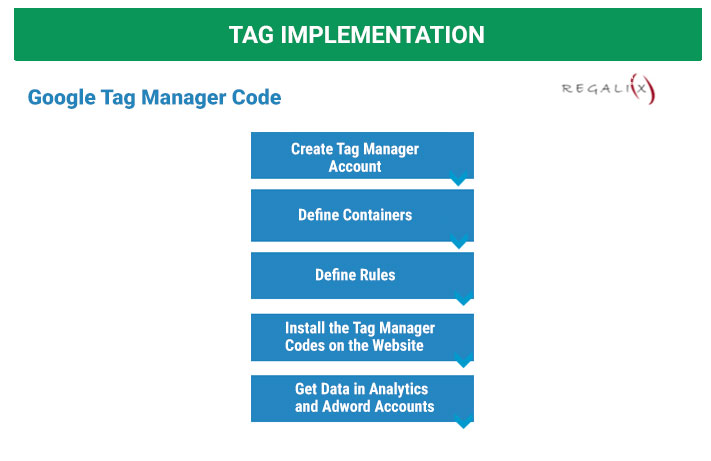 TAG IMPLEMENTATION
Google Tag Manager Code
REGALIX
Create Tag Manager
Account
Define Containers
Define Rules
Install the Tag Manager
Codes on the Website
Get Data in Analytics
and Adword Accounts